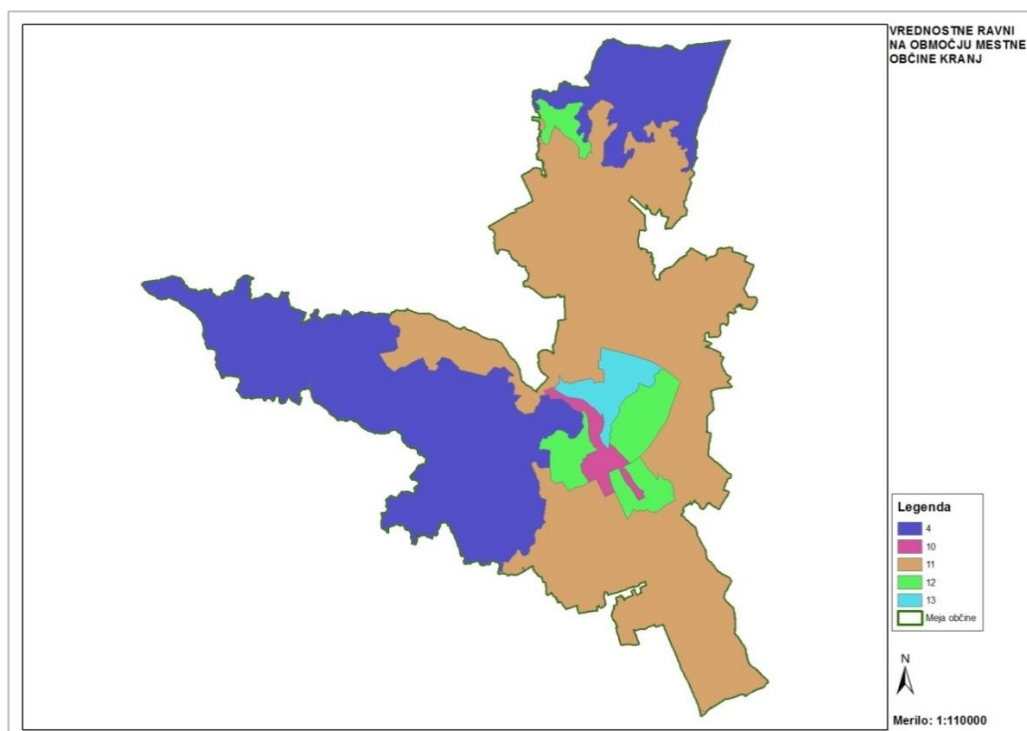 VREDNOSTNE RAVNI
NA OBMOČJU MESTNE
OBČINE KRANJ
Legenda
4
10
11
12
13
Meja občine
N
Merilo: 1:110000